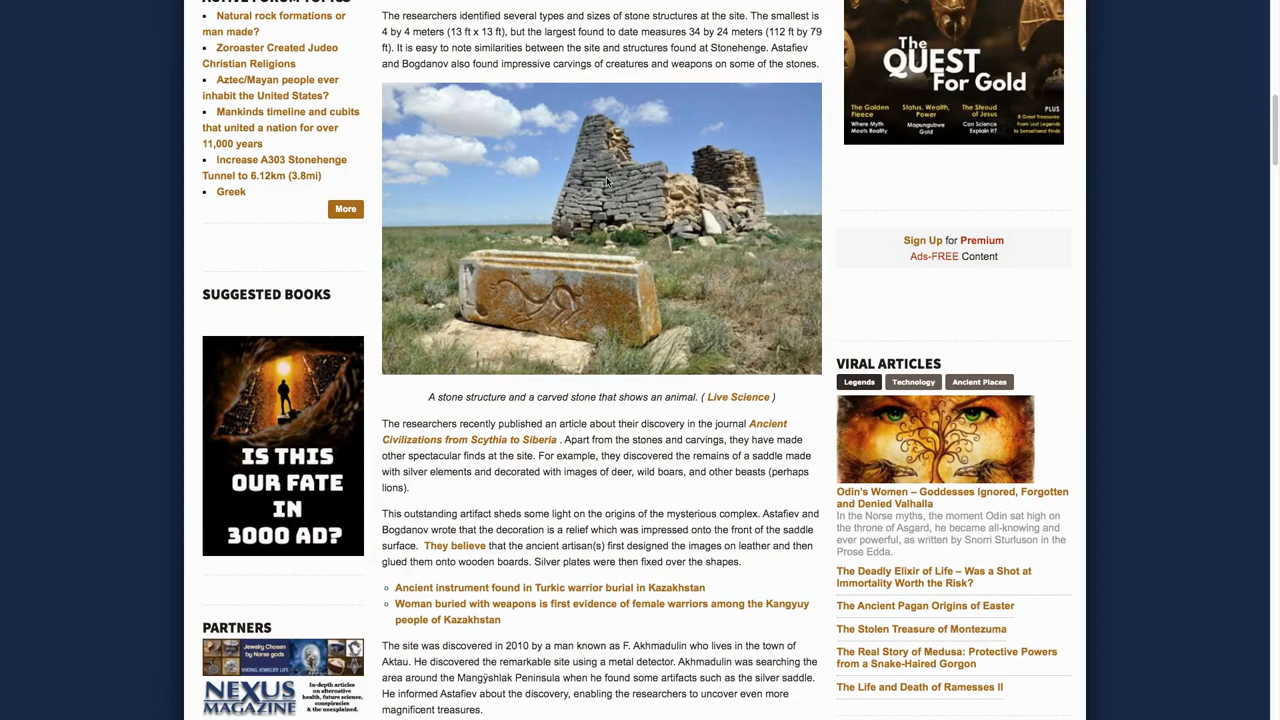 ACTIVE FORUM TOPICS
Natural rock formations or
man made?
Zoroaster Created Judeo
Christian Religions
Aztec/Mayan people ever
inhabit the United States?
Mankinds timeline and cubits
that united a nation for over
11,000 years
Increase A303 Stonehenge
Tunnel to 6.12km (3.8mi)
Greek
More
SUGGESTED BOOKS
IS THIS
OUR FATE
IN
3000 AD?
PARTNERS
Jewelry Chosen
by Norse gods
VIKING JEWELRY LIFE
NEXUS
MAGAZINE
In-depth articles
on alternative
health, future science,
conspiracies
& the unexplained.
The researchers identified several types and sizes of stone structures at the site. The smallest is
4 by 4 meters (13 ft x 13 ft), but the largest found to date measures 34 by 24 meters (112 ft by 79
ft). It is easy to note similarities between the site and structures found at Stonehenge. Astafiev
and Bogdanov also found impressive carvings of creatures and weapons on some of the stones.
A stone structure and a carved stone that shows an animal. ( Live Science )
The researchers recently published an article about their discovery in the journal Ancient
Civilizations from Scythia to Siberia . Apart from the stones and carvings, they have made
other spectacular finds at the site. For example, they discovered the remains of a saddle made
with silver elements and decorated with images of deer, wild boars, and other beasts (perhaps
lions).
This outstanding artifact sheds some light on the origins of the mysterious complex. Astafiev and
Bogdanov wrote that the decoration is a relief which was impressed onto the front of the saddle
surface. They believe that the ancient artisan(s) first designed the images on leather and then
glued them onto wooden boards. Silver plates were then fixed over the shapes.
Ancient instrument found in Turkic warrior burial in Kazakhstan
Woman buried with weapons is first evidence of female warriors among the Kangyuy
people of Kazakhstan
The site was discovered in 2010 by a man known as F. Akhmadulin who lives in the town of
Aktau. He discovered the remarkable site using a metal detector. Akhmadulin was searching the
area around the Mangÿshlak Peninsula when he found some artifacts such as the silver saddle.
He informed Astafiev about the discovery, enabling the researchers to uncover even more
magnificent treasures.
The
QUEST
For Gold
The Golden
Fleece
Where Myth
Meets Reality
Status, Wealth,
Power
Mapungubwe
Gold
The Shroud
of Jesus
Can Science
Explain It?
PLUS
8 Great Treasures
From Lost Legends
to Sensational Finds
Sign Up for Premium
Ads-FREE Content
VIRAL ARTICLES
Legends
Technology
Ancient Places
Odin's Women – Goddesses Ignored, Forgotten
and Denied Valhalla
In the Norse myths, the moment Odin sat high on
the throne of Asgard, he became all-knowing and
ever powerful, as written by Snorri Sturluson in the
Prose Edda.
The Deadly Elixir of Life – Was a Shot at
Immortality Worth the Risk?
The Ancient Pagan Origins of Easter
The Stolen Treasure of Montezuma
The Real Story of Medusa: Protective Powers
from a Snake-Haired Gorgon
The Life and Death of Ramesses II